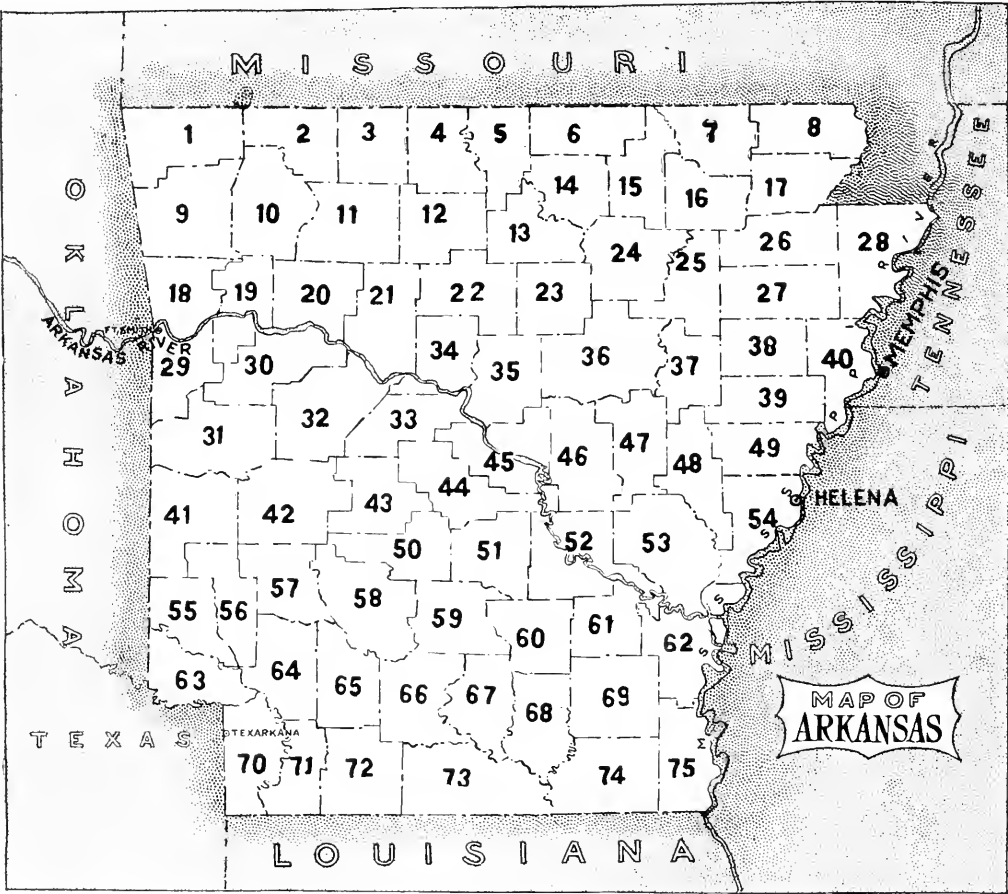 MISSOURI
1 2 3 4 5 6 7 8
9 10 11 12 13 14 15 16 17
18 19 20 21 22 23 24 25 26 27 28
29 30 31 32 33 34 35 36 37 38 39 40
41 42 43 44 45 46 47 48 49
50 51 52 53 54
55 56 57 58 59 60 61 62
63 64 65 66 67 68 69
70 71 72 73 74 75
OKLAHOMA
ARKANSAS RIVER
FT. SMITH
TENNESSEE
MEMPHIS
HELENA
MISSISSIPPI
RIVER
MISSISSIPPI
TEXAS
TEXARKANA
LOUISIANA
MAP OF
ARKANSAS